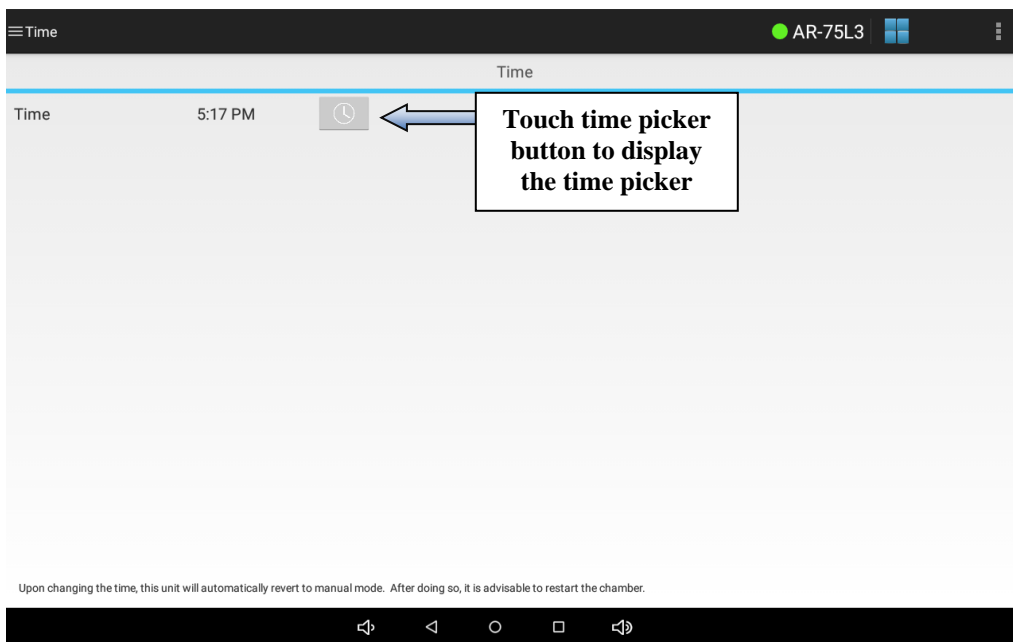 Time
AR-75L3
Time
Time 5:17 PM
Touch time picker
button to display
the time picker
Upon changing the time, this unit will automatically revert to manual mode. After doing so, it is advisable to restart the chamber.